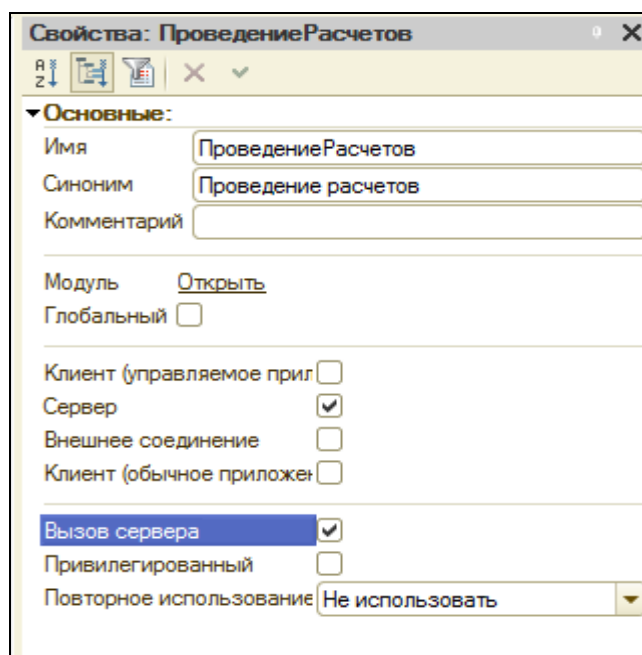 Свойства: ПроведениеРасчетов
Основные:
Имя ПроведениеРасчетов
Синоним Проведение расчетов
Комментарий
Модуль Открыть
Глобальный
Клиент (управляемое прил
Сервер
Внешнее соединение
Клиент (обычное приложен
Вызов сервера
Привилегированный
Повторное использование Не использовать